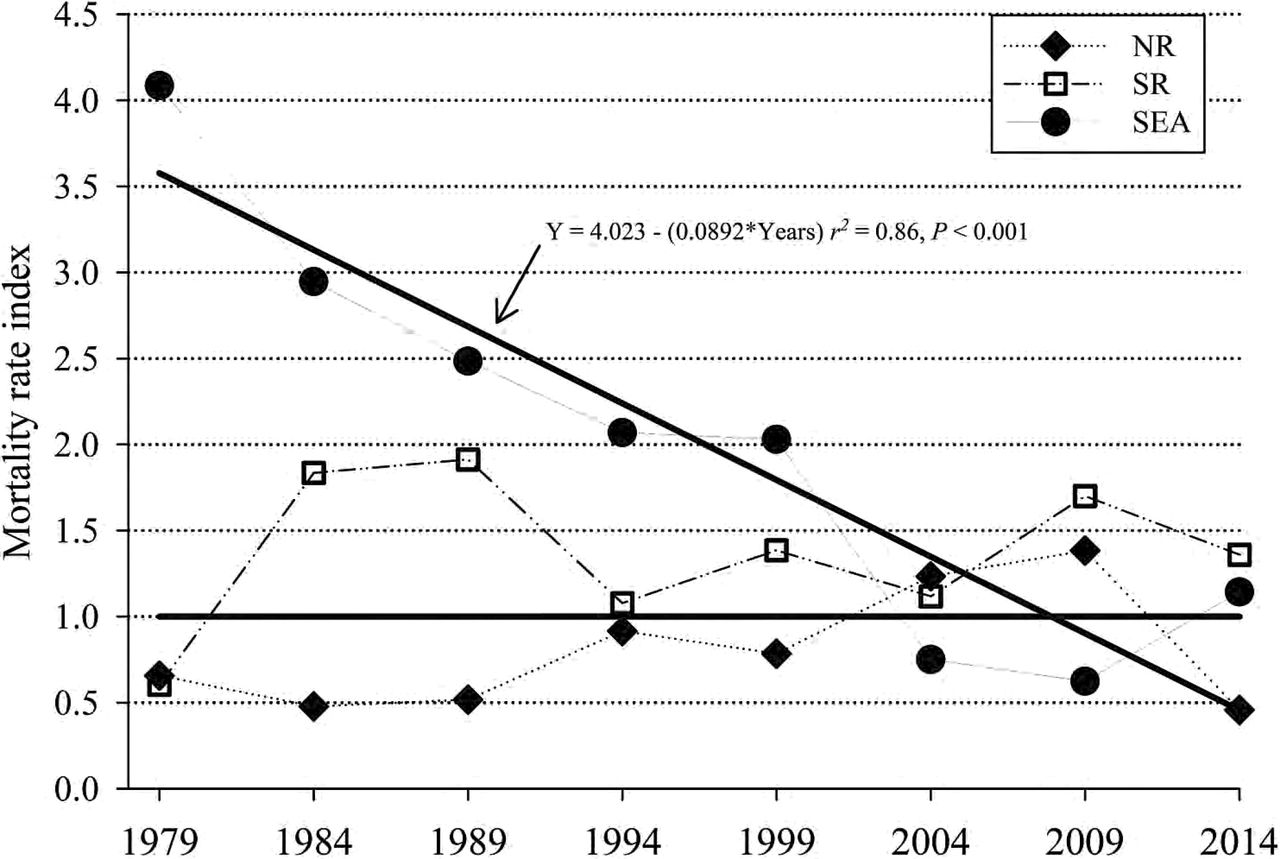 4.5
4.0
3.5
3.0
2.5
2.0
1.5
1.0
0.5
0.0
Mortality rate index
NR
SR
SEA
Y = 4.023 - (0.0892*Years) r² = 0.86, P < 0.001
1979 1984 1989 1994 1999 2004 2009 2014